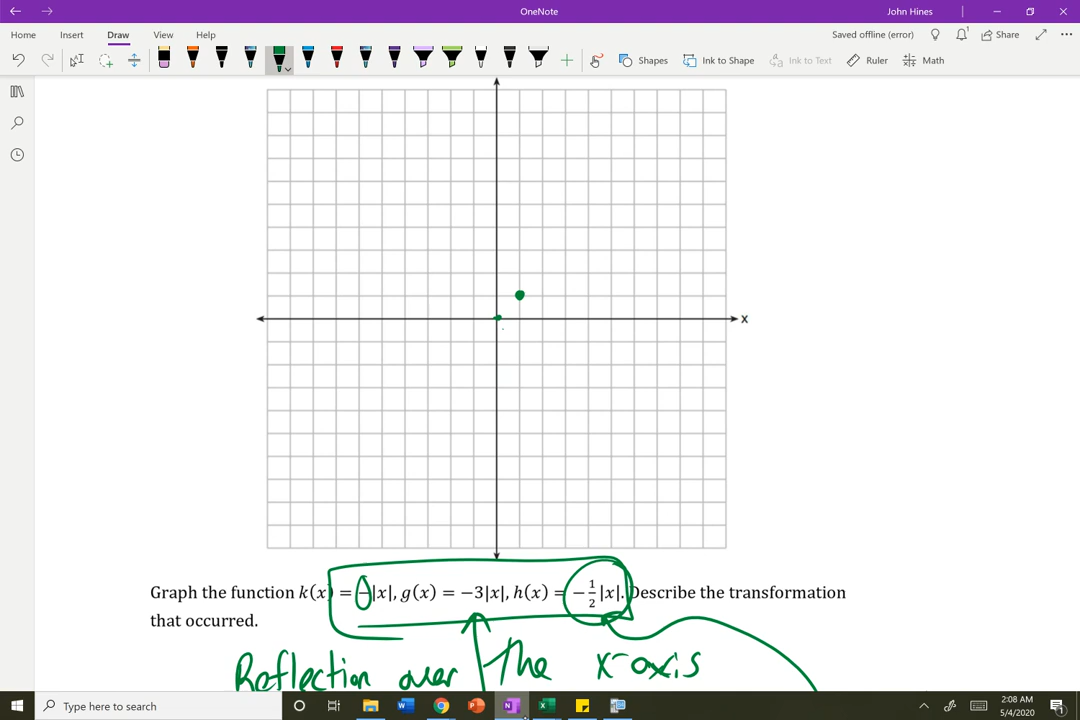 OneNote
John Hines
Home Insert Draw View Help
Saved offline (error)
Share
Shapes
Ink to Shape
Ink to Text
Ruler
Math
x
Graph the function k(x) = −|x|, g(x) = −3|x|, h(x) = −1/2|x|. Describe the transformation
that occurred.
Reflection over the x-axis
Type here to search
2:08 AM
5/4/2020